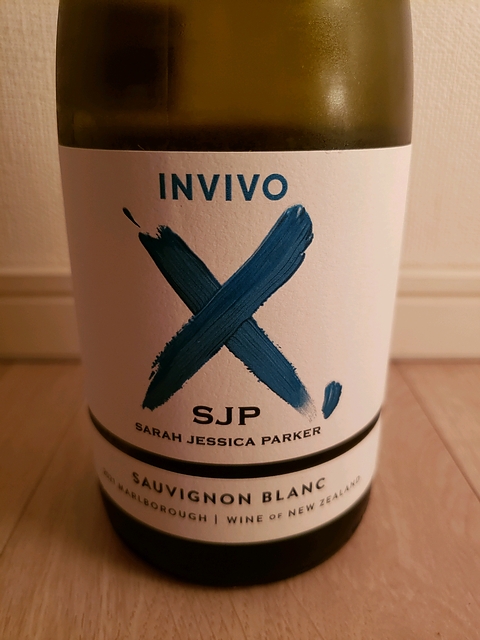 INVIVO
X,
SJP
SARAH JESSICA PARKER
SAUVIGNON BLANC
MARLBOROUGH | WINE OF NEW ZEALAND